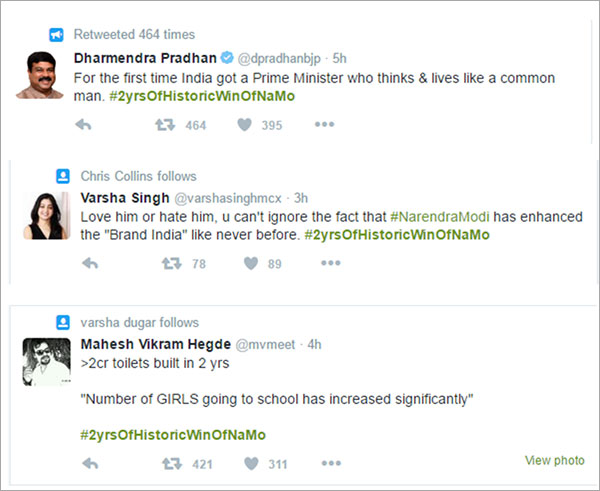 Retweeted 464 times
Dharmendra Pradhan @dpradhanbjp · 5h
For the first time India got a Prime Minister who thinks & lives like a common
man. #2yrsOfHistoricWinOfNaMo
464 395 •••
Chris Collins follows
Varsha Singh @varshasinghmcx · 3h
Love him or hate him, u can't ignore the fact that #NarendraModi has enhanced
the "Brand India" like never before. #2yrsOfHistoricWinOfNaMo
78 89 •••
varsha dugar follows
Mahesh Vikram Hegde @mvmeet · 4h
>2cr toilets built in 2 yrs
"Number of GIRLS going to school has increased significantly"
#2yrsOfHistoricWinOfNaMo
421 311 ••• View photo